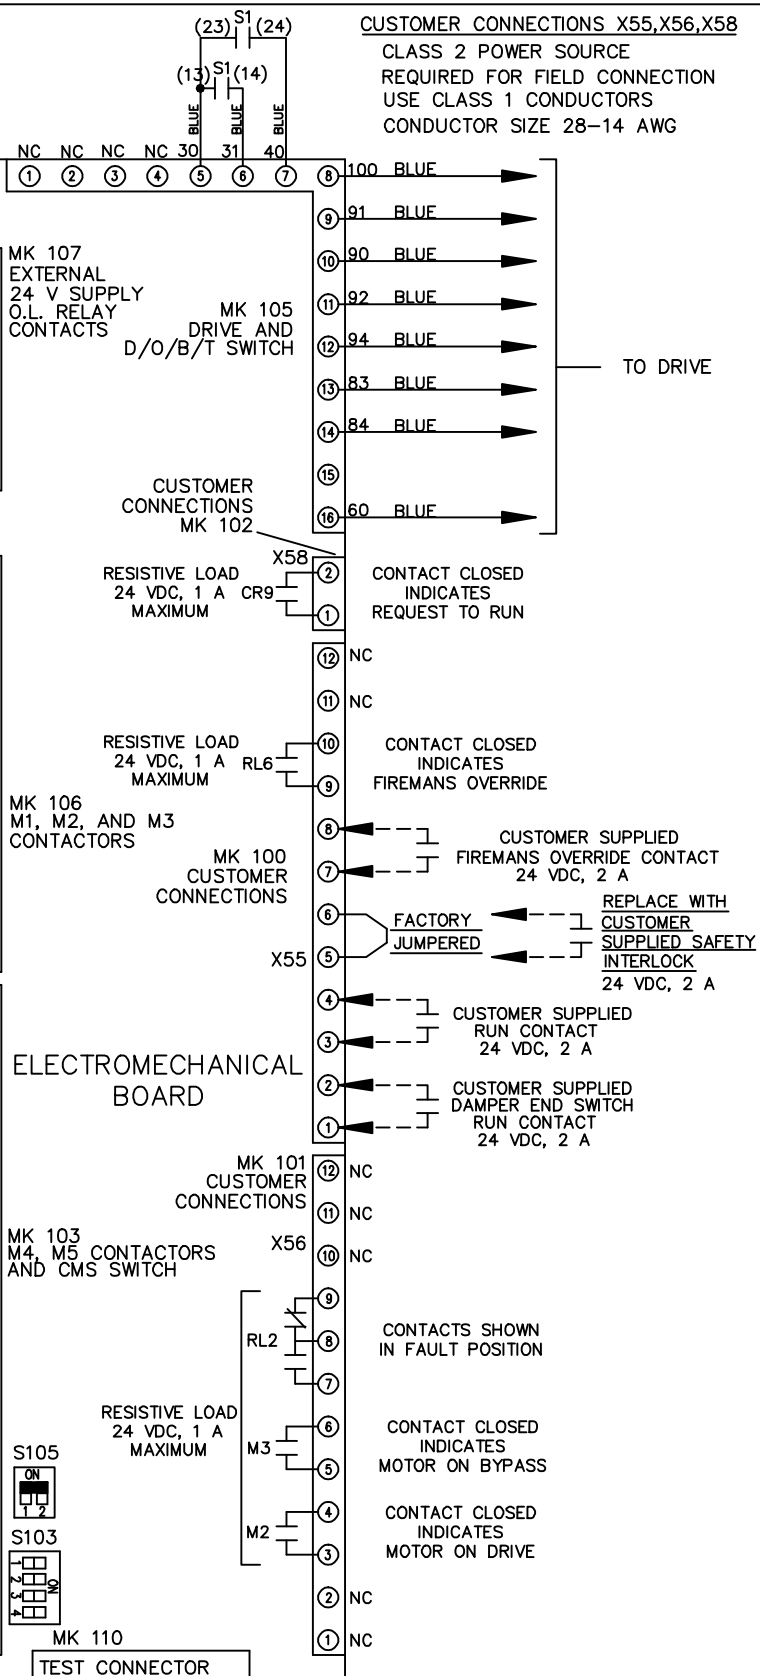 CUSTOMER CONNECTIONS X55,X56,X58
CLASS 2 POWER SOURCE
REQUIRED FOR FIELD CONNECTION
USE CLASS 1 CONDUCTORS
CONDUCTOR SIZE 28–14 AWG
(23) S1 (24)
(13) S1 (14)
BLUE BLUE BLUE
NC NC NC NC 30 31 40
1 2 3 4 5 6 7 8 100 BLUE
9 91 BLUE
10 90 BLUE
11 92 BLUE
12 94 BLUE
13 83 BLUE
14 84 BLUE
15
16 60 BLUE
TO DRIVE
MK 107
EXTERNAL
24 V SUPPLY
O.L. RELAY
CONTACTS
MK 105
DRIVE AND
D/O/B/T SWITCH
CUSTOMER
CONNECTIONS
MK 102
X58
2
1
RESISTIVE LOAD
24 VDC, 1 A
MAXIMUM
CR9
CONTACT CLOSED
INDICATES
REQUEST TO RUN
12 NC
11 NC
10
9
RESISTIVE LOAD
24 VDC, 1 A
MAXIMUM
RL6
CONTACT CLOSED
INDICATES
FIREMANS OVERRIDE
MK 106
M1, M2, AND M3
CONTACTORS
MK 100
CUSTOMER
CONNECTIONS
8
7
CUSTOMER SUPPLIED
FIREMANS OVERRIDE CONTACT
24 VDC, 2 A
6
5
FACTORY
JUMPERED
REPLACE WITH
CUSTOMER
SUPPLIED SAFETY
INTERLOCK
24 VDC, 2 A
X55
4
3
CUSTOMER SUPPLIED
RUN CONTACT
24 VDC, 2 A
ELECTROMECHANICAL
BOARD
2
1
CUSTOMER SUPPLIED
DAMPER END SWITCH
RUN CONTACT
24 VDC, 2 A
MK 101
CUSTOMER
CONNECTIONS
X56
12 NC
11 NC
10 NC
MK 103
M4, M5 CONTACTORS
AND CMS SWITCH
9
8
7
RL2
CONTACTS SHOWN
IN FAULT POSITION
RESISTIVE LOAD
24 VDC, 1 A
MAXIMUM
6
5
M3
CONTACT CLOSED
INDICATES
MOTOR ON BYPASS
4
3
M2
CONTACT CLOSED
INDICATES
MOTOR ON DRIVE
2 NC
1 NC
S105
ON
1 2
S103
1
2
3
4
ON
MK 110
TEST CONNECTOR